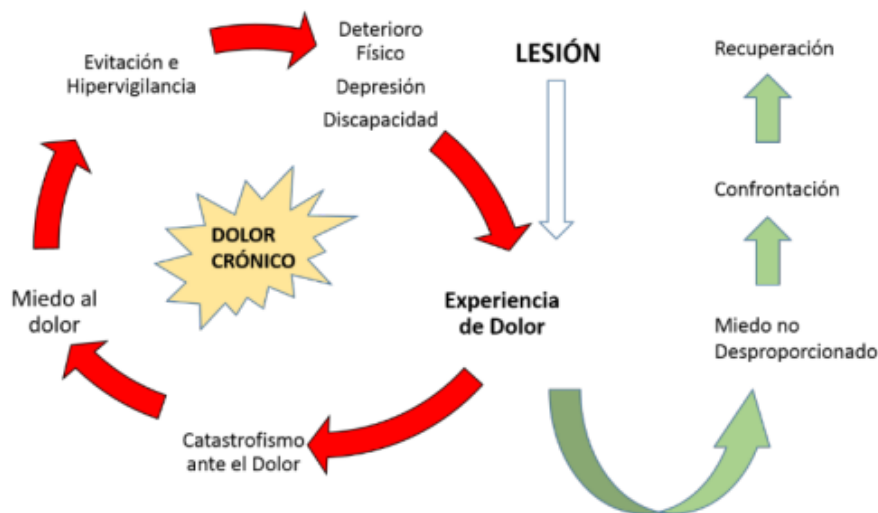 Evitación e
Hipervigilancia
Deterioro
Físico
Depresión
Discapacidad
LESIÓN
Recuperación
DOLOR
CRÓNICO
Confrontación
Miedo al
dolor
Experiencia
de Dolor
Miedo no
Desproporcionado
Catastrofismo
ante el Dolor